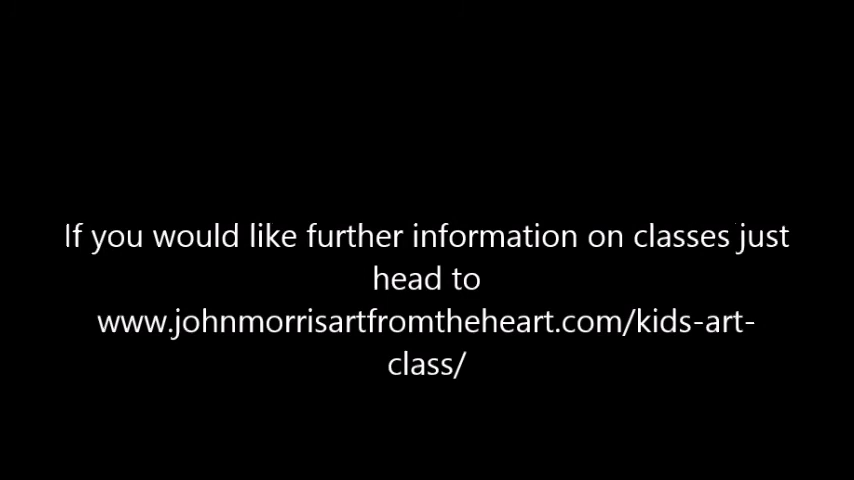 If you would like further information on classes just
head to
www.johnmorrisartfromtheheart.com/kids-art-
class/